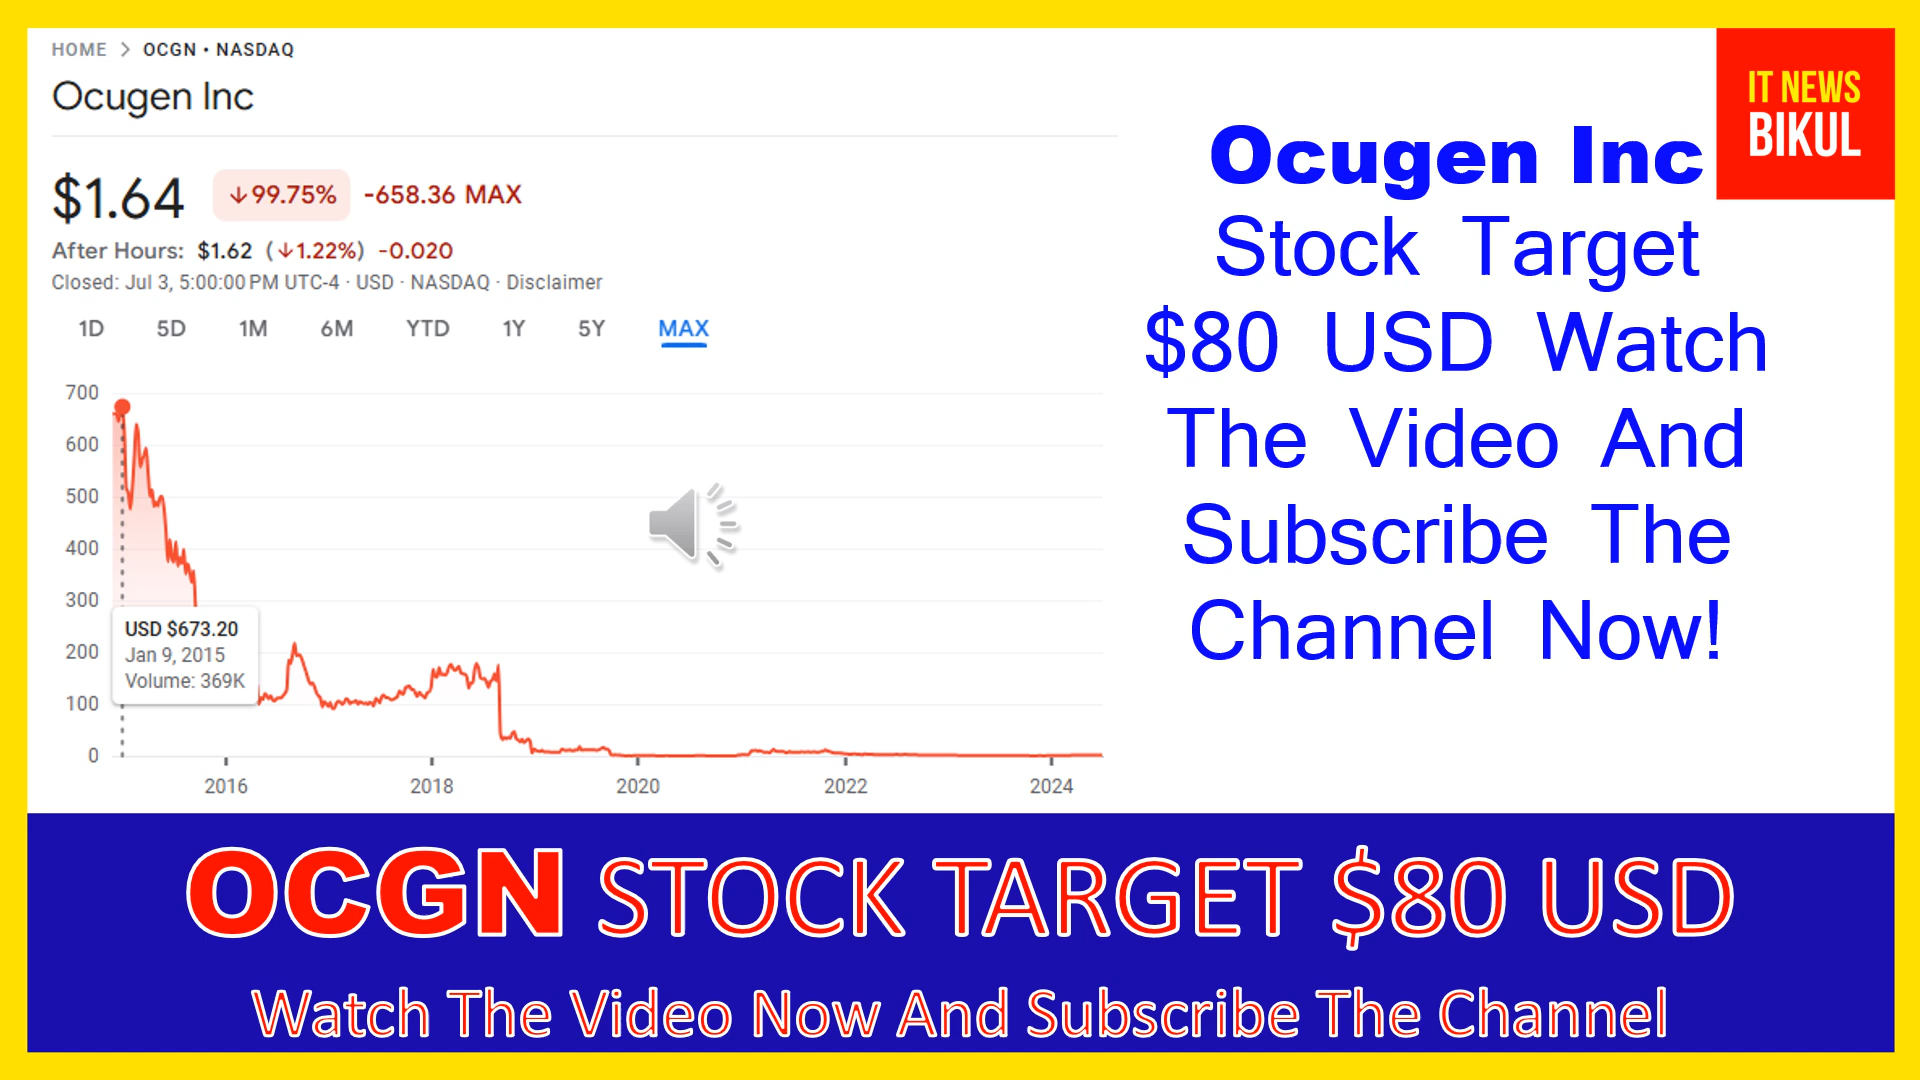 HOME > OCGN • NASDAQ
Ocugen Inc
$1.64 ↓99.75% -658.36 MAX
After Hours: $1.62 (↓1.22%) -0.020
Closed: Jul 3, 5:00:00 PM UTC-4 · USD · NASDAQ · Disclaimer
1D 5D 1M 6M YTD 1Y 5Y MAX
700
600
500
400
300
200
100
0
USD $673.20
Jan 9, 2015
Volume: 369K
2016 2018 2020 2022 2024
IT NEWS
BIKUL
Ocugen Inc
Stock Target
$80 USD Watch
The Video And
Subscribe The
Channel Now!
OCGN STOCK TARGET $80 USD
Watch The Video Now And Subscribe The Channel